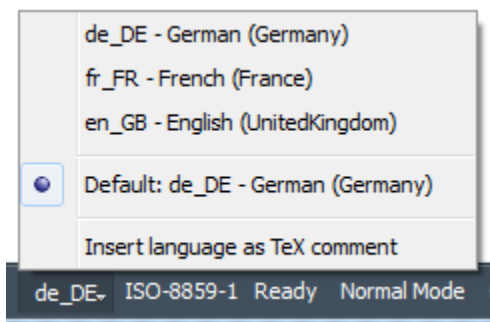 de_DE - German (Germany)
fr_FR - French (France)
en_GB - English (UnitedKingdom)
Default: de_DE - German (Germany)
Insert language as TeX comment
de_DE ISO-8859-1 Ready Normal Mode